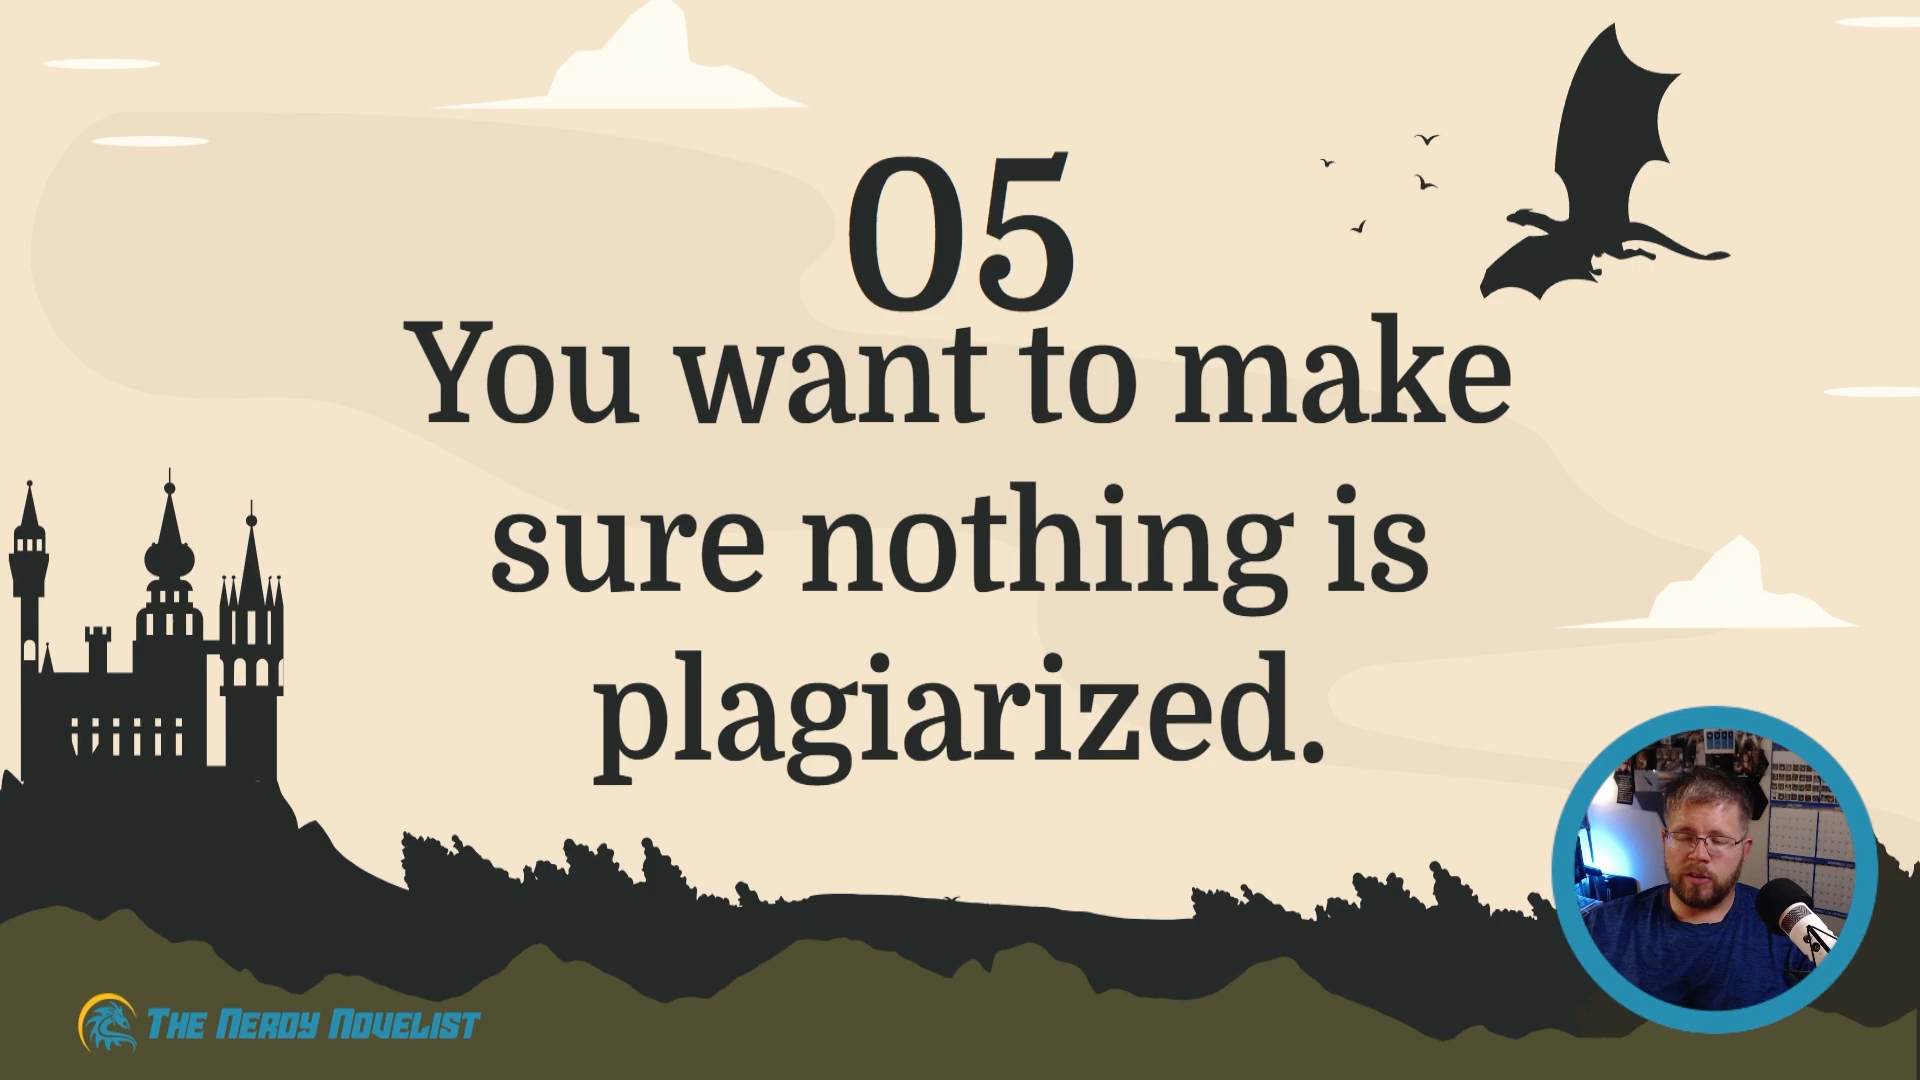 05
You want to make
sure nothing is
plagiarized.
THE NERDY NOVELIST